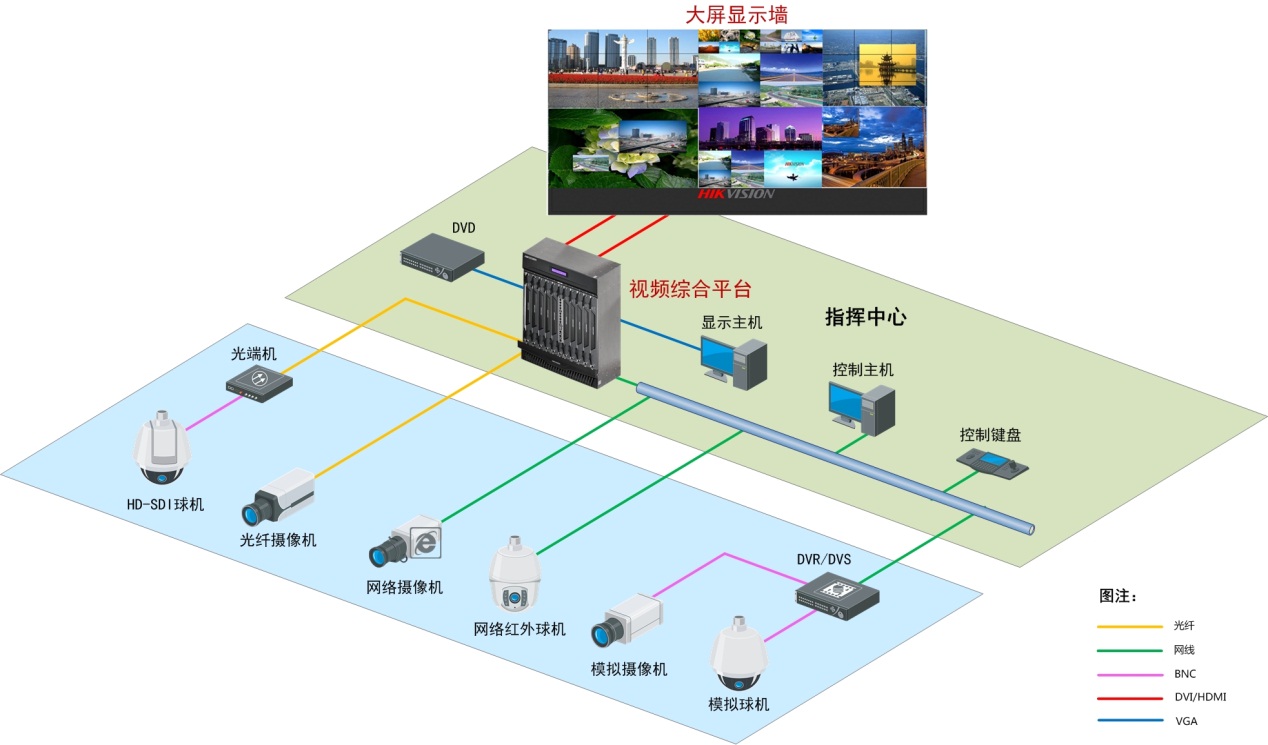 大屏显示墙
HIKVISION
DVD
视频综合平台
指挥中心
显示主机
光端机
控制主机
控制键盘
HD-SDI球机
光纤摄像机
网络摄像机
DVR/DVS
网络红外球机
模拟摄像机
模拟球机
图注：
光纤
网线
BNC
DVI/HDMI
VGA